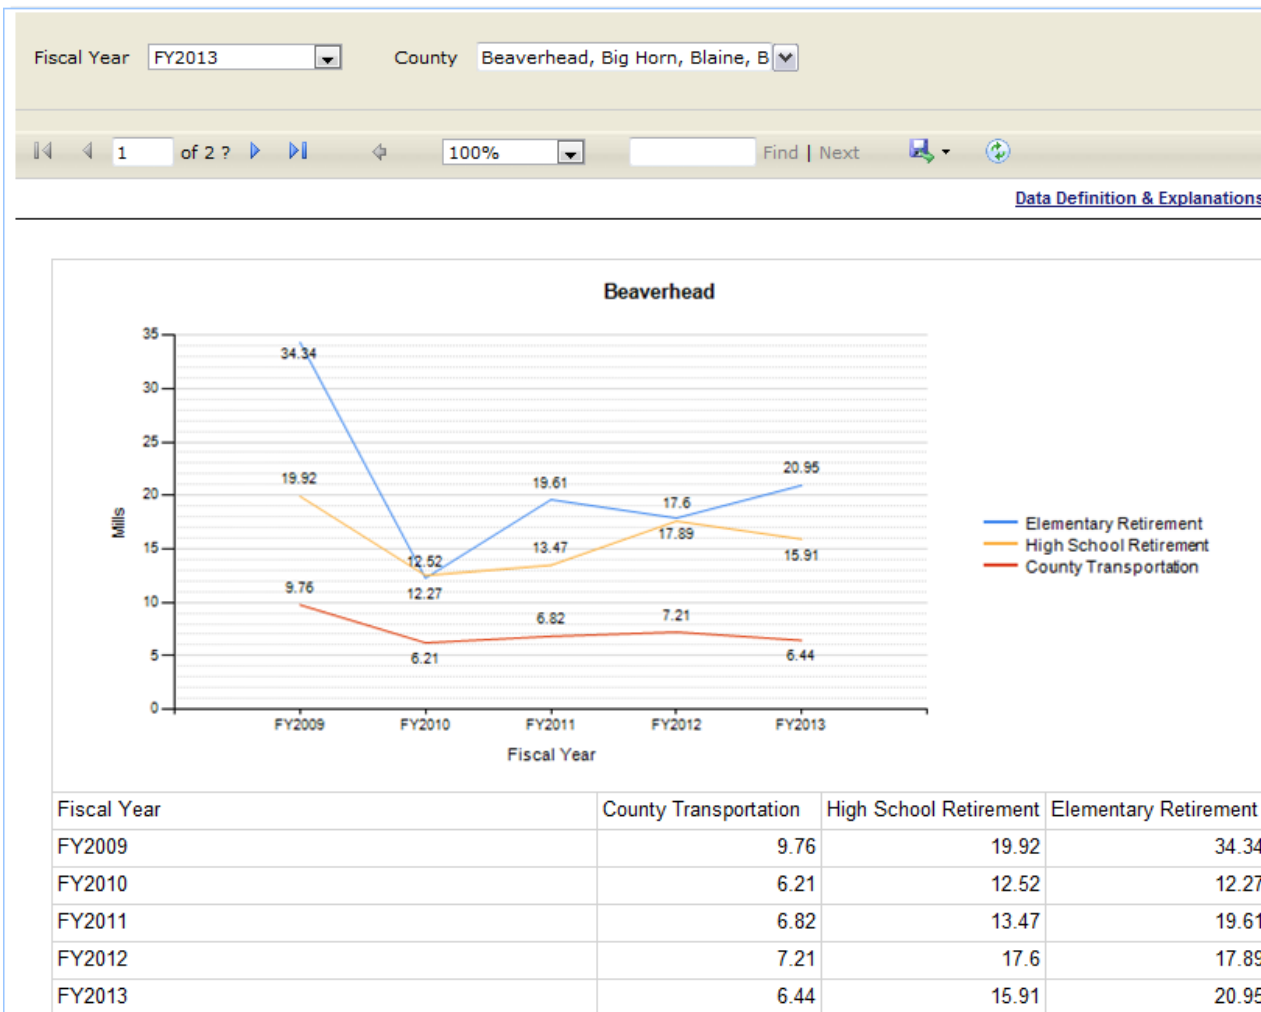 Fiscal Year FY2013 County Beaverhead, Big Horn, Blaine, B
1 of 2 ? 100% Find | Next
Data Definition & Explanations
Beaverhead
35
34.34
30
25
20.95
19.92
19.61
20
17.6
17.89
Mills
Elementary Retirement
15
13.47
High School Retirement
15.91
12.52
County Transportation
9.76
12.27
10
6.82
7.21
5
6.21
6.44
0
FY2009 FY2010 FY2011 FY2012 FY2013
Fiscal Year
Fiscal Year County Transportation High School Retirement Elementary Retirement
FY2009 9.76 19.92 34.34
FY2010 6.21 12.52 12.27
FY2011 6.82 13.47 19.61
FY2012 7.21 17.6 17.89
FY2013 6.44 15.91 20.95